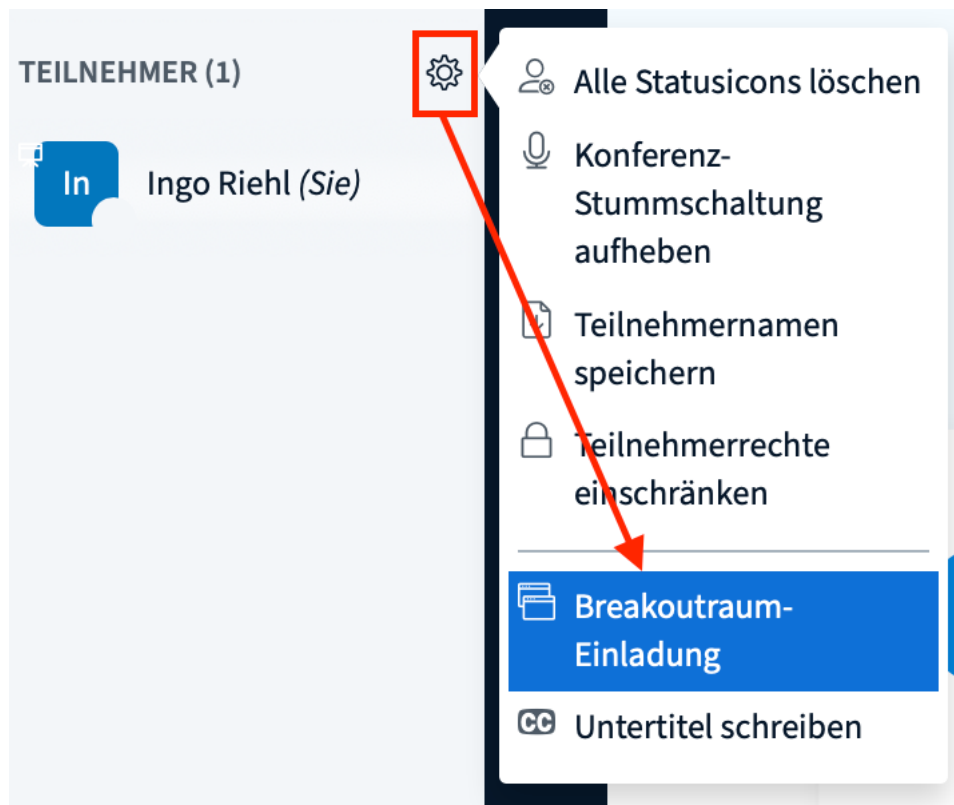 TEILNEHMER (1)
In
Ingo Riehl (Sie)
Alle Statusicons löschen
Konferenz-
Stummschaltung
aufheben
Teilnehmernamen
speichern
Teilnehmerrechte
einschränken
Breakoutraum-
Einladung
CC Untertitel schreiben